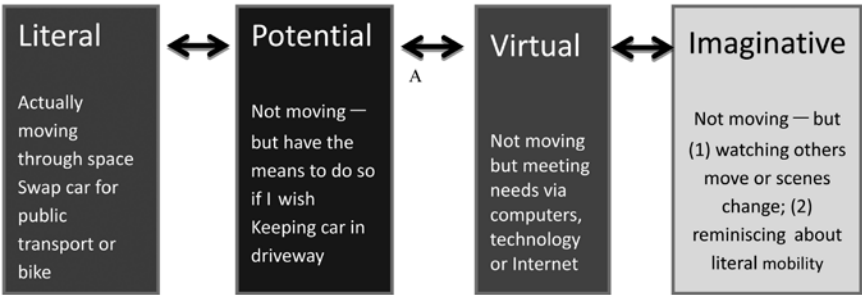 Literal
Actually
moving
through space
Swap car for
public
transport or
bike
Potential
Not moving —
but have the
means to do so
if I wish
Keeping car in
driveway
A
Virtual
Not moving
but meeting
needs via
computers,
technology
or Internet
Imaginative
Not moving — but
(1) watching others
move or scenes
change; (2)
reminiscing about
literal mobility